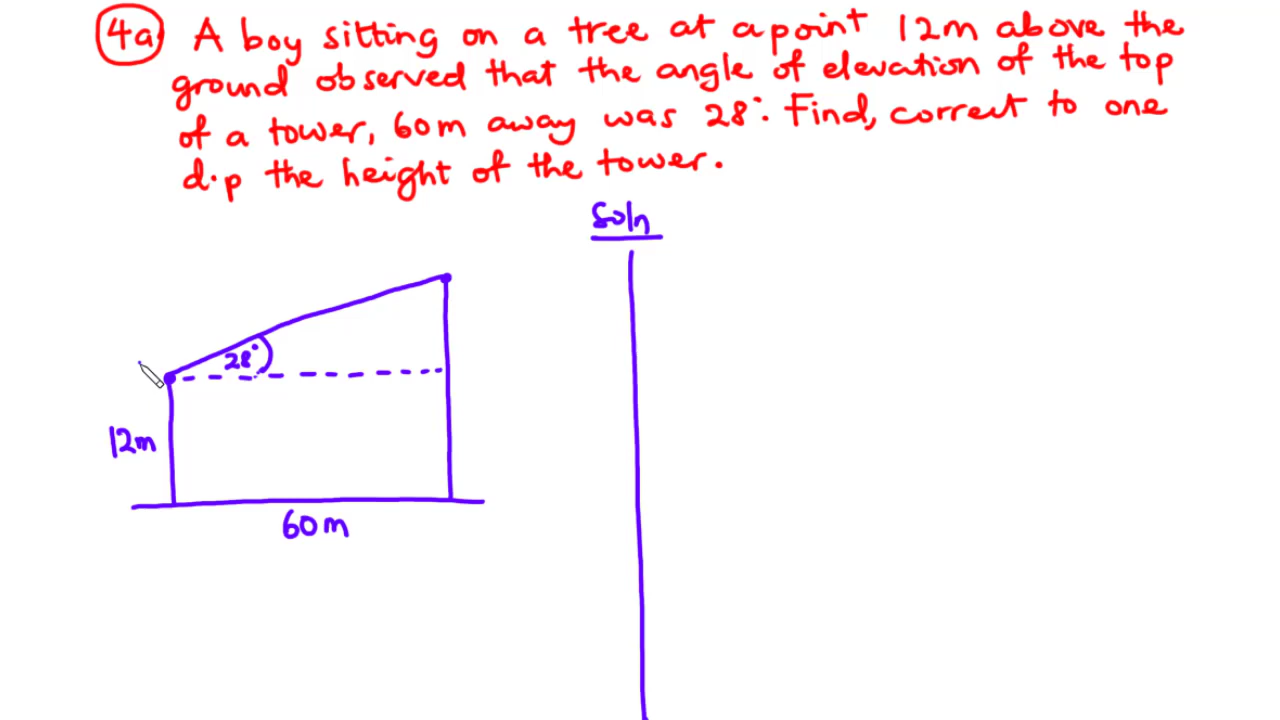 4a A boy sitting on a tree at a point 12m above the
ground observed that the angle of elevation of the top
of a tower, 60m away was 28°. Find, correct to one
d.p the height of the tower.
Soln
28°
12m
60m